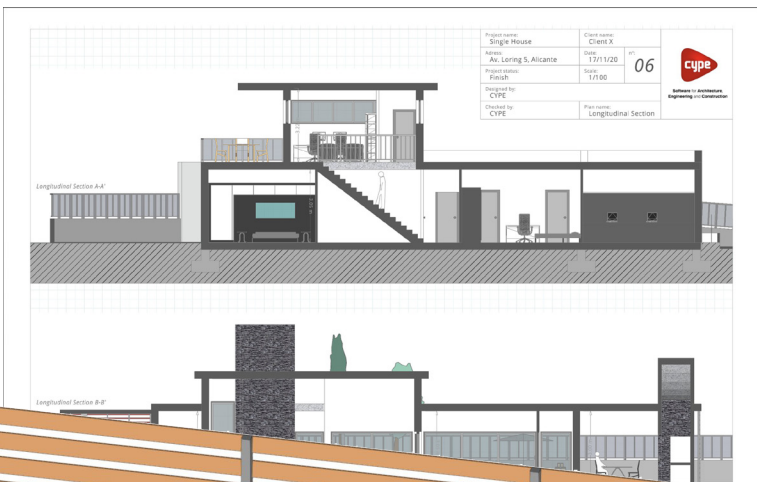 Project name:
Single House
Client name:
Client X
Adress:
Av. Loring 5, Alicante
Date:
17/11/20
nº:
06
Project status:
Finish
Scale:
1/100
Designed by:
CYPE
Checked by:
CYPE
Plan name:
Longitudinal Section
cype
Software for Architecture,
Engineering and Construction
Longitudinal Section A-A'
Longitudinal Section B-B'